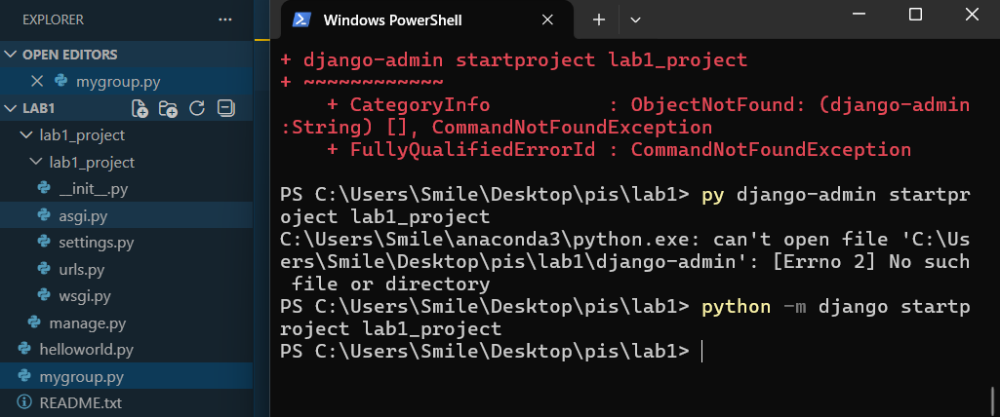 EXPLORER
OPEN EDITORS
mygroup.py
LAB1
lab1_project
lab1_project
__init__.py
asgi.py
settings.py
urls.py
wsgi.py
manage.py
helloworld.py
mygroup.py
README.txt
Windows PowerShell
+ django-admin startproject lab1_project
+ ~~~~~~~~~~~~
    + CategoryInfo          : ObjectNotFound: (django-admin
:String) [], CommandNotFoundException
    + FullyQualifiedErrorId : CommandNotFoundException
PS C:\Users\Smile\Desktop\pis\lab1> py django-admin startpr
oject lab1_project
C:\Users\Smile\anaconda3\python.exe: can't open file 'C:\Us
ers\Smile\Desktop\pis\lab1\django-admin': [Errno 2] No such
 file or directory
PS C:\Users\Smile\Desktop\pis\lab1> python -m django startp
roject lab1_project
PS C:\Users\Smile\Desktop\pis\lab1>